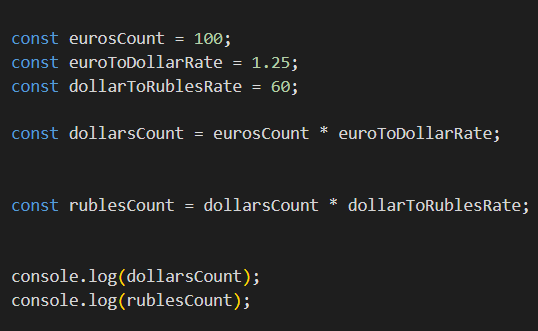 const eurosCount = 100;
const euroToDollarRate = 1.25;
const dollarToRublesRate = 60;
const dollarsCount = eurosCount * euroToDollarRate;
const rublesCount = dollarsCount * dollarToRublesRate;
console.log(dollarsCount);
console.log(rublesCount);